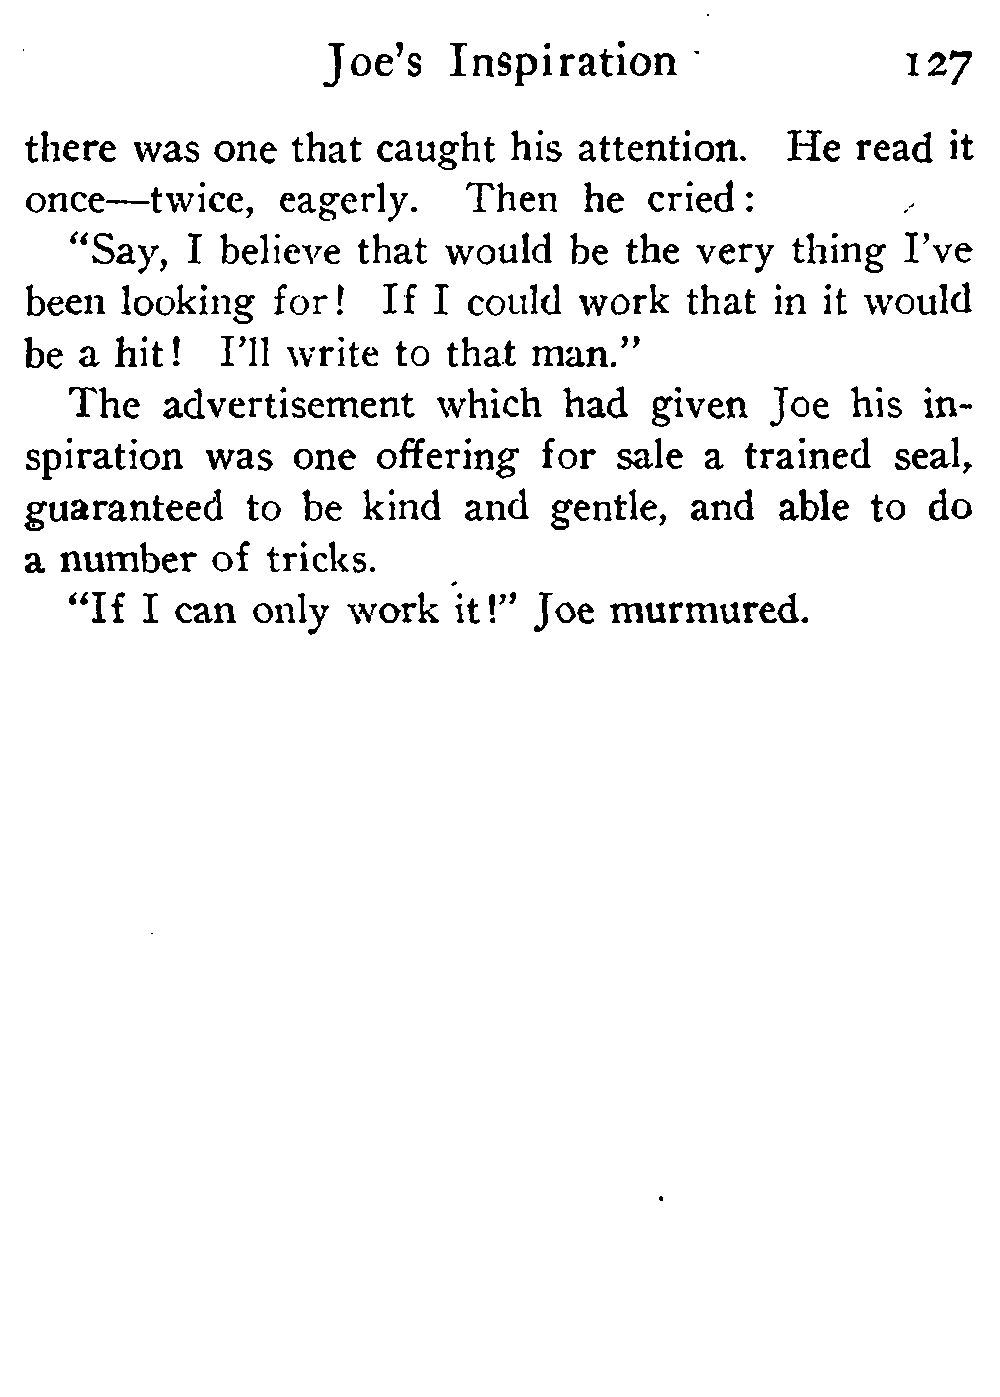 Joe's Inspiration 127
there was one that caught his attention. He read it
once—twice, eagerly. Then he cried:
"Say, I believe that would be the very thing I've
been looking for! If I could work that in it would
be a hit! I'll write to that man."
The advertisement which had given Joe his in-
spiration was one offering for sale a trained seal,
guaranteed to be kind and gentle, and able to do
a number of tricks.
"If I can only work it!" Joe murmured.